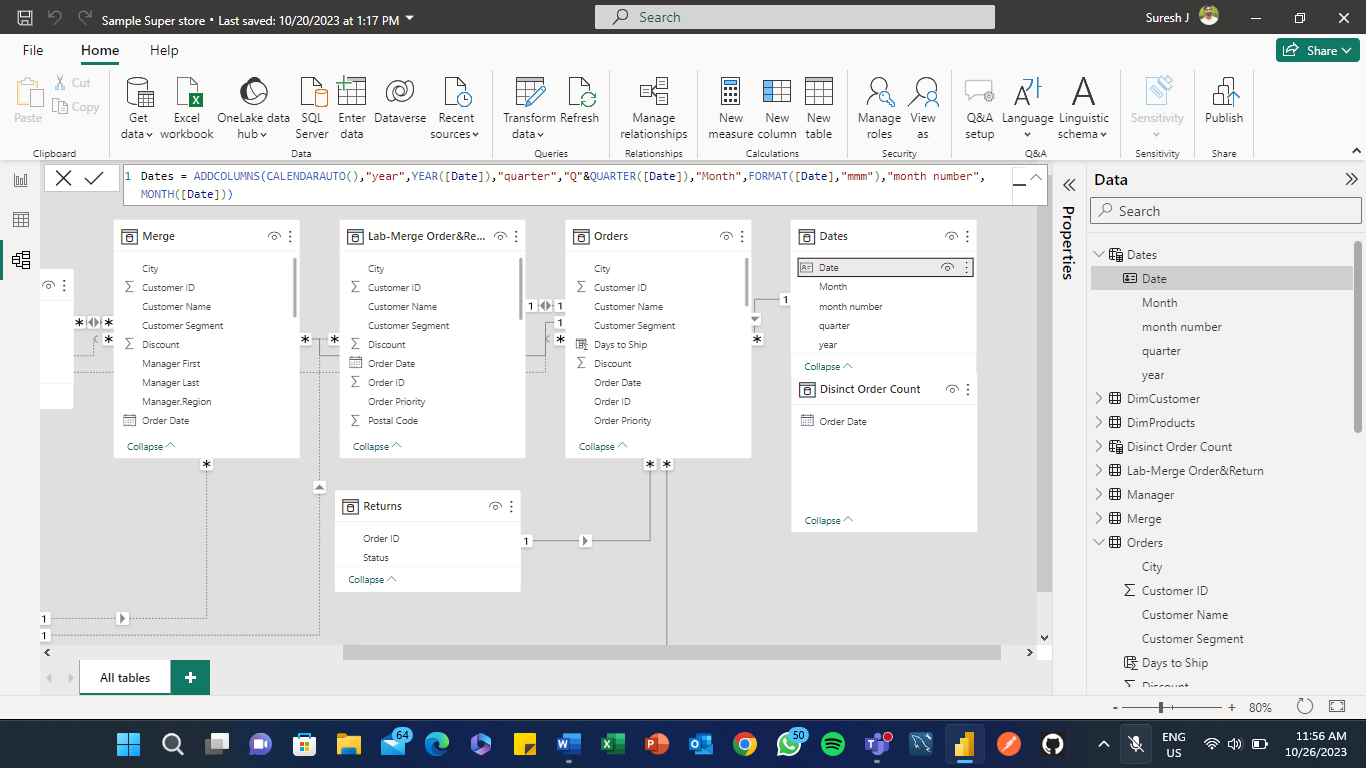 Sample Super store • Last saved: 10/20/2023 at 1:17 PM
Search
Suresh J
File
Home
Help
Share
Paste
Cut
Copy
Get data
Excel workbook
OneLake data hub
SQL Server
Enter data
Dataverse
Recent sources
Transform data
Refresh
Manage relationships
New measure
New column
New table
Manage roles
View as
Q&A setup
Language
Linguistic schema
Sensitivity
Publish
Clipboard
Data
Queries
Relationships
Calculations
Security
Q&A
Sensitivity
Share
1 Dates = ADDCOLUMNS(CALENDARAUTO(),"year",YEAR([Date]),"quarter","Q"&QUARTER([Date]),"Month",FORMAT([Date],"mmm"),"month number",
MONTH([Date]))
Merge
City
Customer ID
Customer Name
Customer Segment
Discount
Manager First
Manager Last
Manager.Region
Order Date
Collapse
Lab-Merge Order&Re...
City
Customer ID
Customer Name
Customer Segment
Discount
Order Date
Order ID
Order Priority
Postal Code
Collapse
Orders
City
Customer ID
Customer Name
Customer Segment
Days to Ship
Discount
Order Date
Order ID
Order Priority
Collapse
Dates
Date
Month
month number
quarter
year
Collapse
Disinct Order Count
Order Date
Collapse
Returns
Order ID
Status
Collapse
1
1
1
1
1
1
1
Properties
Data
Search
Dates
Date
Month
month number
quarter
year
DimCustomer
DimProducts
Disinct Order Count
Lab-Merge Order&Return
Manager
Merge
Orders
City
Customer ID
Customer Name
Customer Segment
Days to Ship
Discount
All tables
+
- + 80%
64
50
ENG
US
11:56 AM
10/26/2023